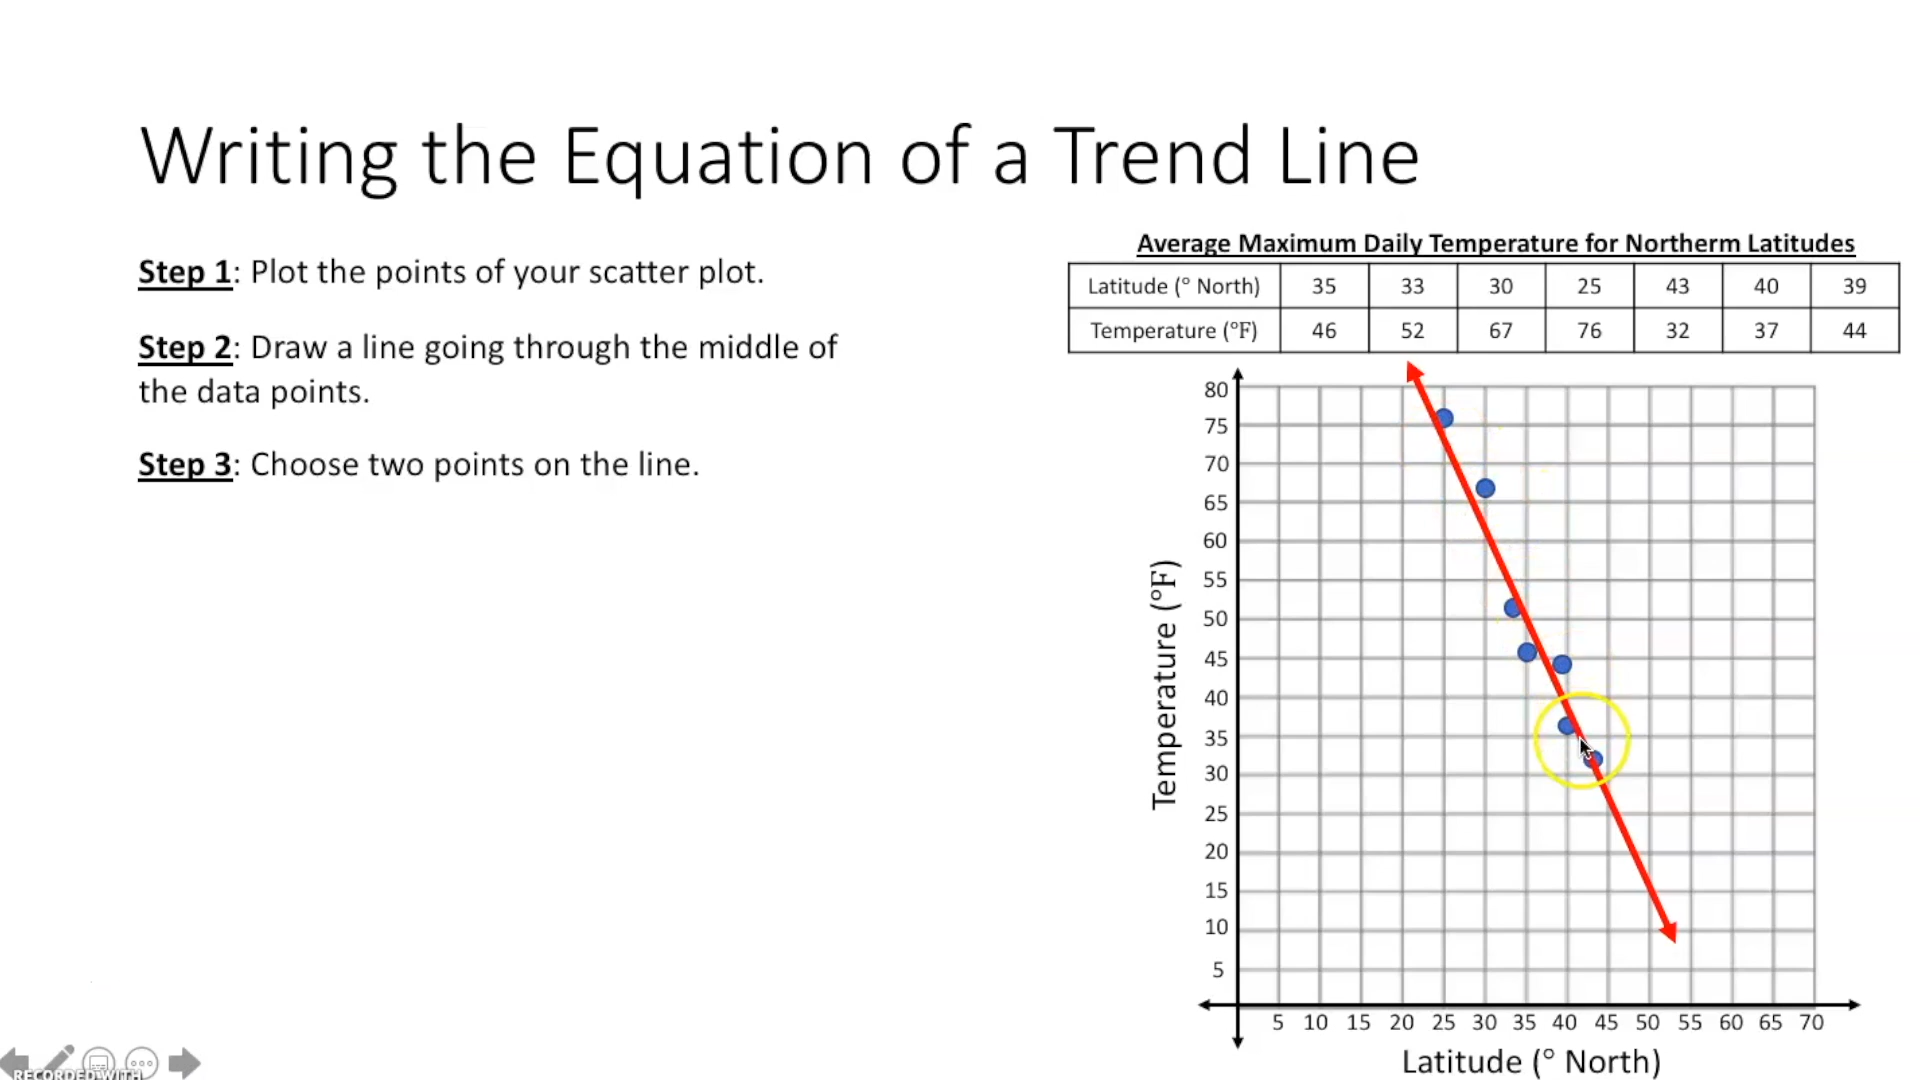 Writing the Equation of a Trend Line
Step 1: Plot the points of your scatter plot.
Step 2: Draw a line going through the middle of
the data points.
Step 3: Choose two points on the line.
Average Maximum Daily Temperature for Northerm Latitudes
Latitude (° North) 35 33 30 25 43 40 39
Temperature (°F) 46 52 67 76 32 37 44
80
75
70
65
60
55
50
45
40
35
30
25
20
15
10
5
Temperature (°F)
5 10 15 20 25 30 35 40 45 50 55 60 65 70
Latitude (° North)
RECORDED WITH